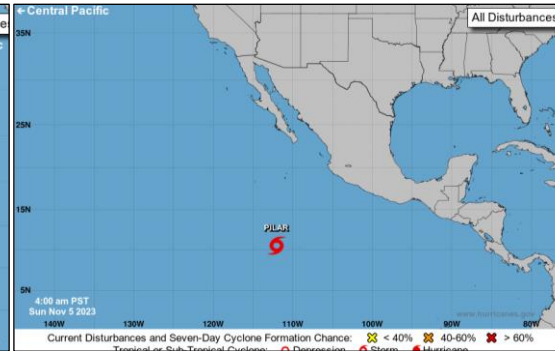 ← Central Pacific
All Disturbances
35N
25N
15N
PILAR
5N
4:00 am PST
Sun Nov 5 2023
www.hurricanes.gov
140W 130W 120W 110W 100W 90W 80W
Current Disturbances and Seven-Day Cyclone Formation Chance: < 40% 40-60% > 60%
Tropical or Sub-Tropical Cyclone: Depression Storm Hurricane